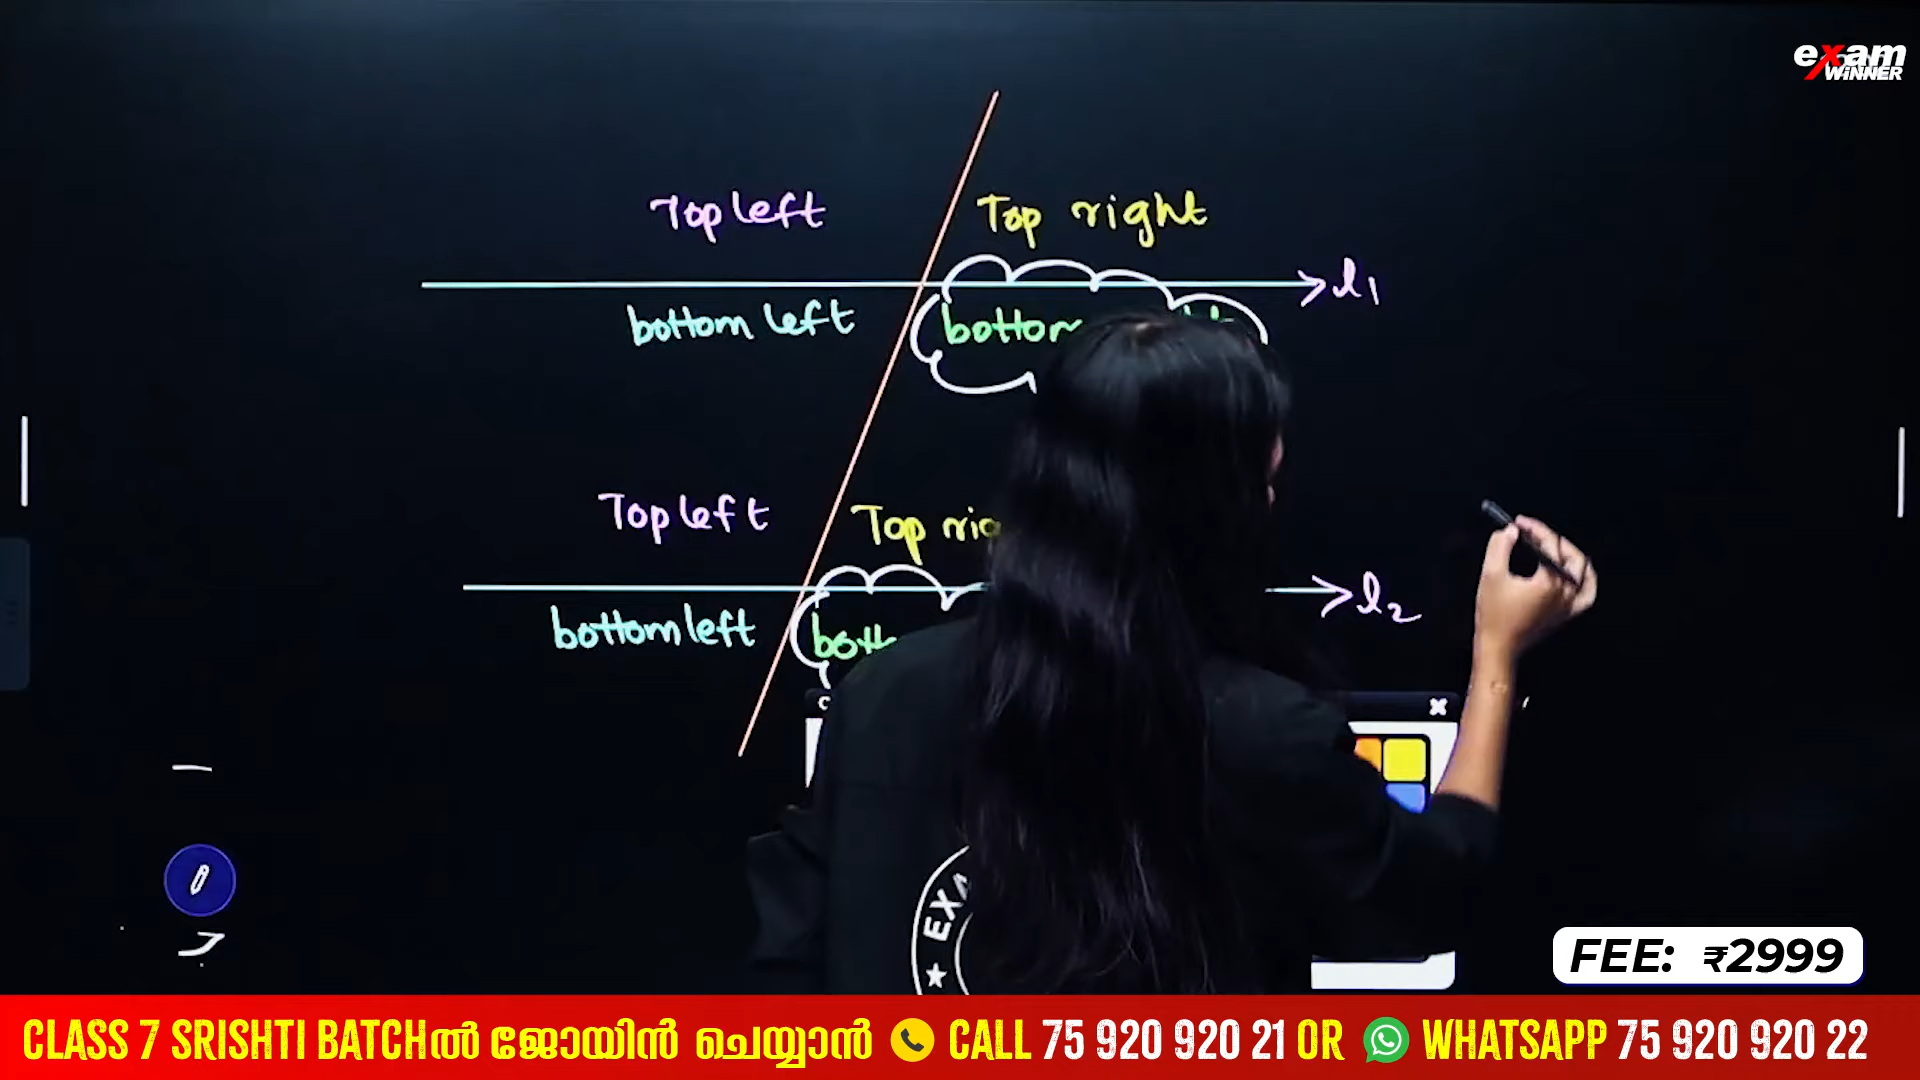 exam
WINNER
Top left Top right
l1
bottom left
Top left Top
l2
bottom left
EXA
FEE: ₹2999
CLASS 7 SRISHTI BATCHൽ ജോയിൻ ചെയ്യാൻ CALL 75 920 920 21 OR WHATSAPP 75 920 920 22